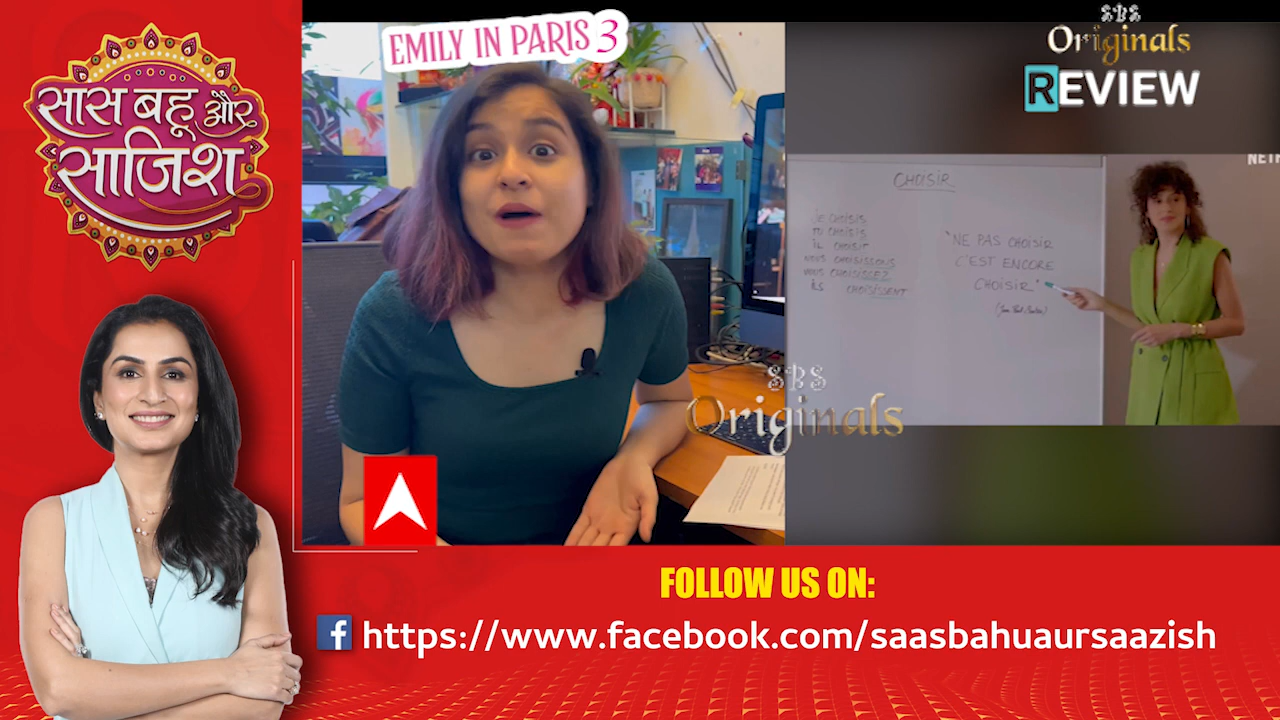 सास बहू और
साजिश
EMILY IN PARIS 3
SBS
Originals
REVIEW
CHOISIR
JE CHOISIS
TU CHOISIS
IL CHOISIT
NOUS CHOISISSONS
VOUS CHOISISSEZ
ILS CHOISISSENT
"NE PAS CHOISIR
C'EST ENCORE
CHOISIR"
SBS
Originals
FOLLOW US ON:
https://www.facebook.com/saasbahuaursaazish